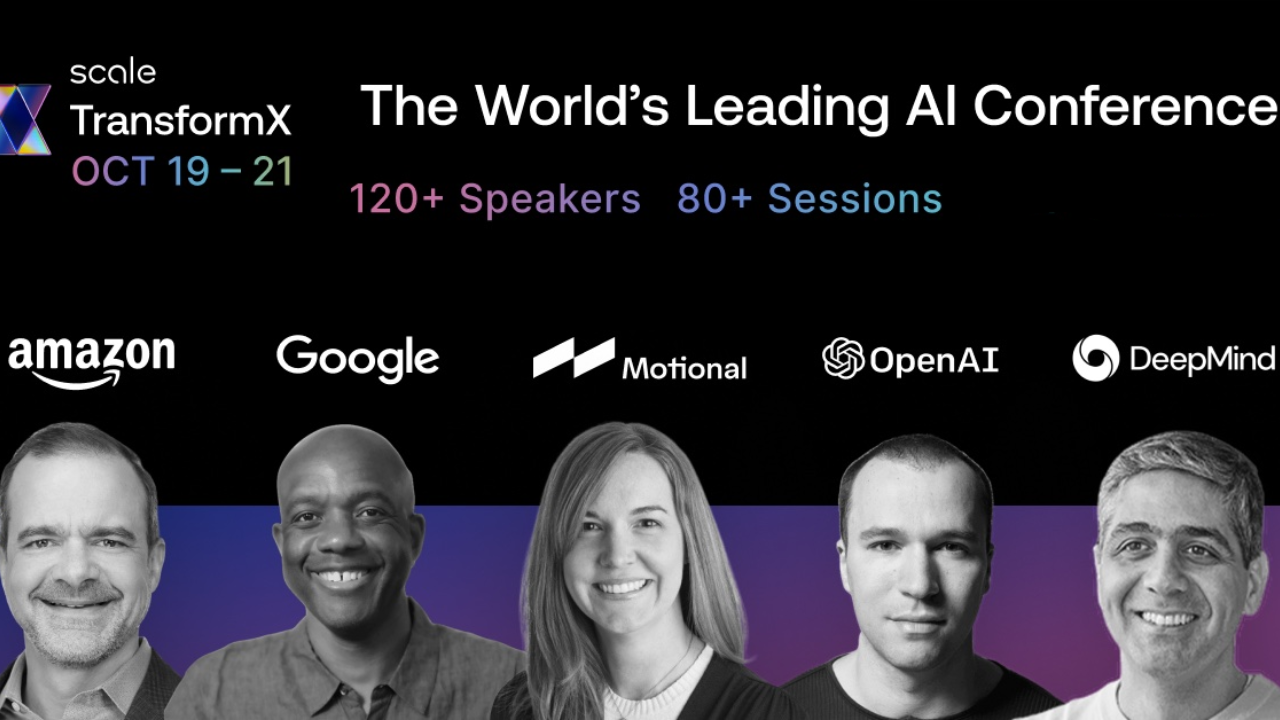 scale
TransformX
OCT 19 – 21
The World's Leading AI Conference
120+ Speakers 80+ Sessions
amazon
Google
Motional
OpenAI
DeepMind